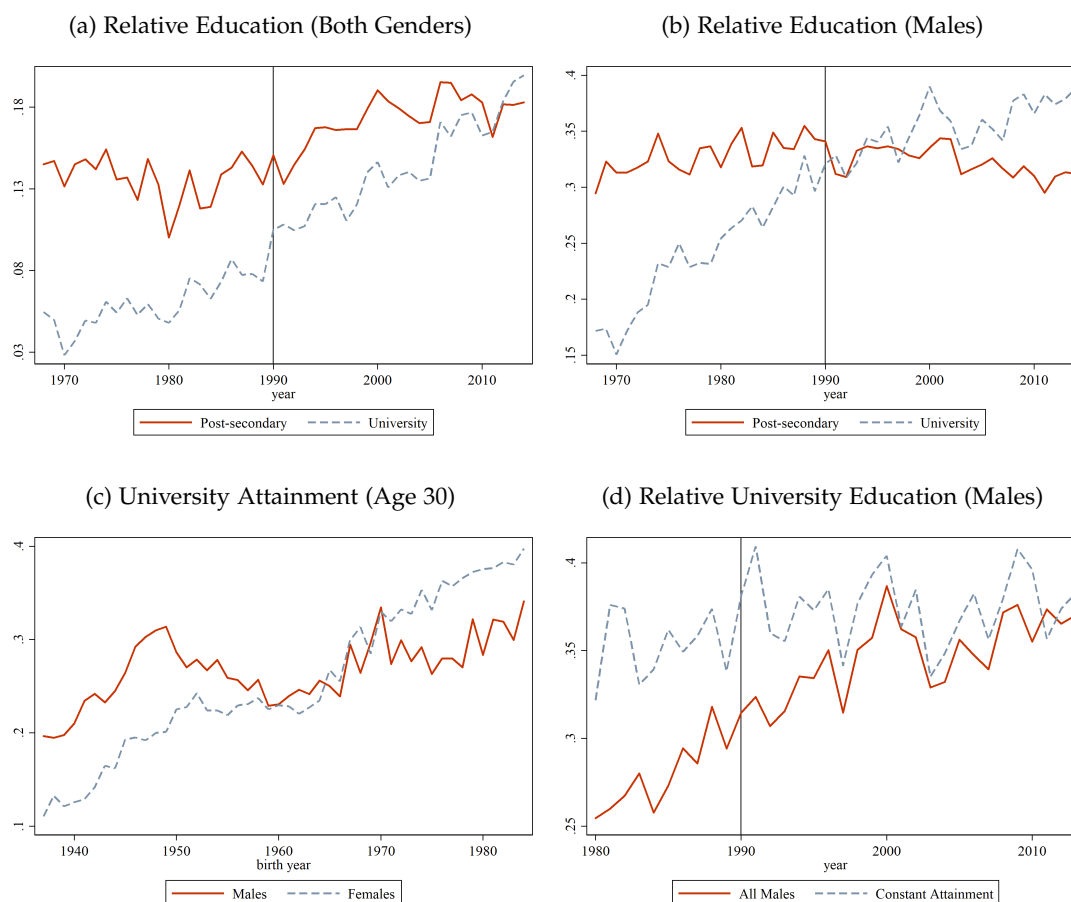 (a) Relative Education (Both Genders)
.18
.13
.08
.03
1970 1980 1990 2000 2010
year
Post-secondary University
(b) Relative Education (Males)
.4
.35
.3
.25
.2
.15
1970 1980 1990 2000 2010
year
Post-secondary University
(c) University Attainment (Age 30)
.4
.3
.2
.1
1940 1950 1960 1970 1980
birth year
Males Females
(d) Relative University Education (Males)
.4
.35
.3
.25
1980 1990 2000 2010
year
All Males Constant Attainment